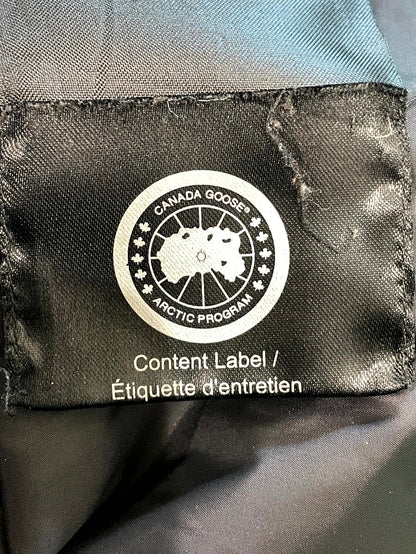 CANADA GOOSE®
ARCTIC PROGRAM
Content Label /
Étiquette d'entretien